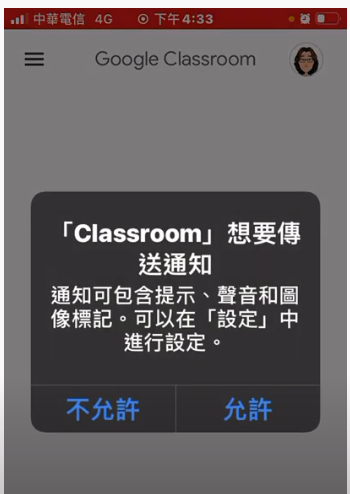 中華電信 4G 下午4:33
Google Classroom
「Classroom」想要傳
送通知
通知可包含提示、聲音和圖
像標記。可以在「設定」中
進行設定。
不允許 允許